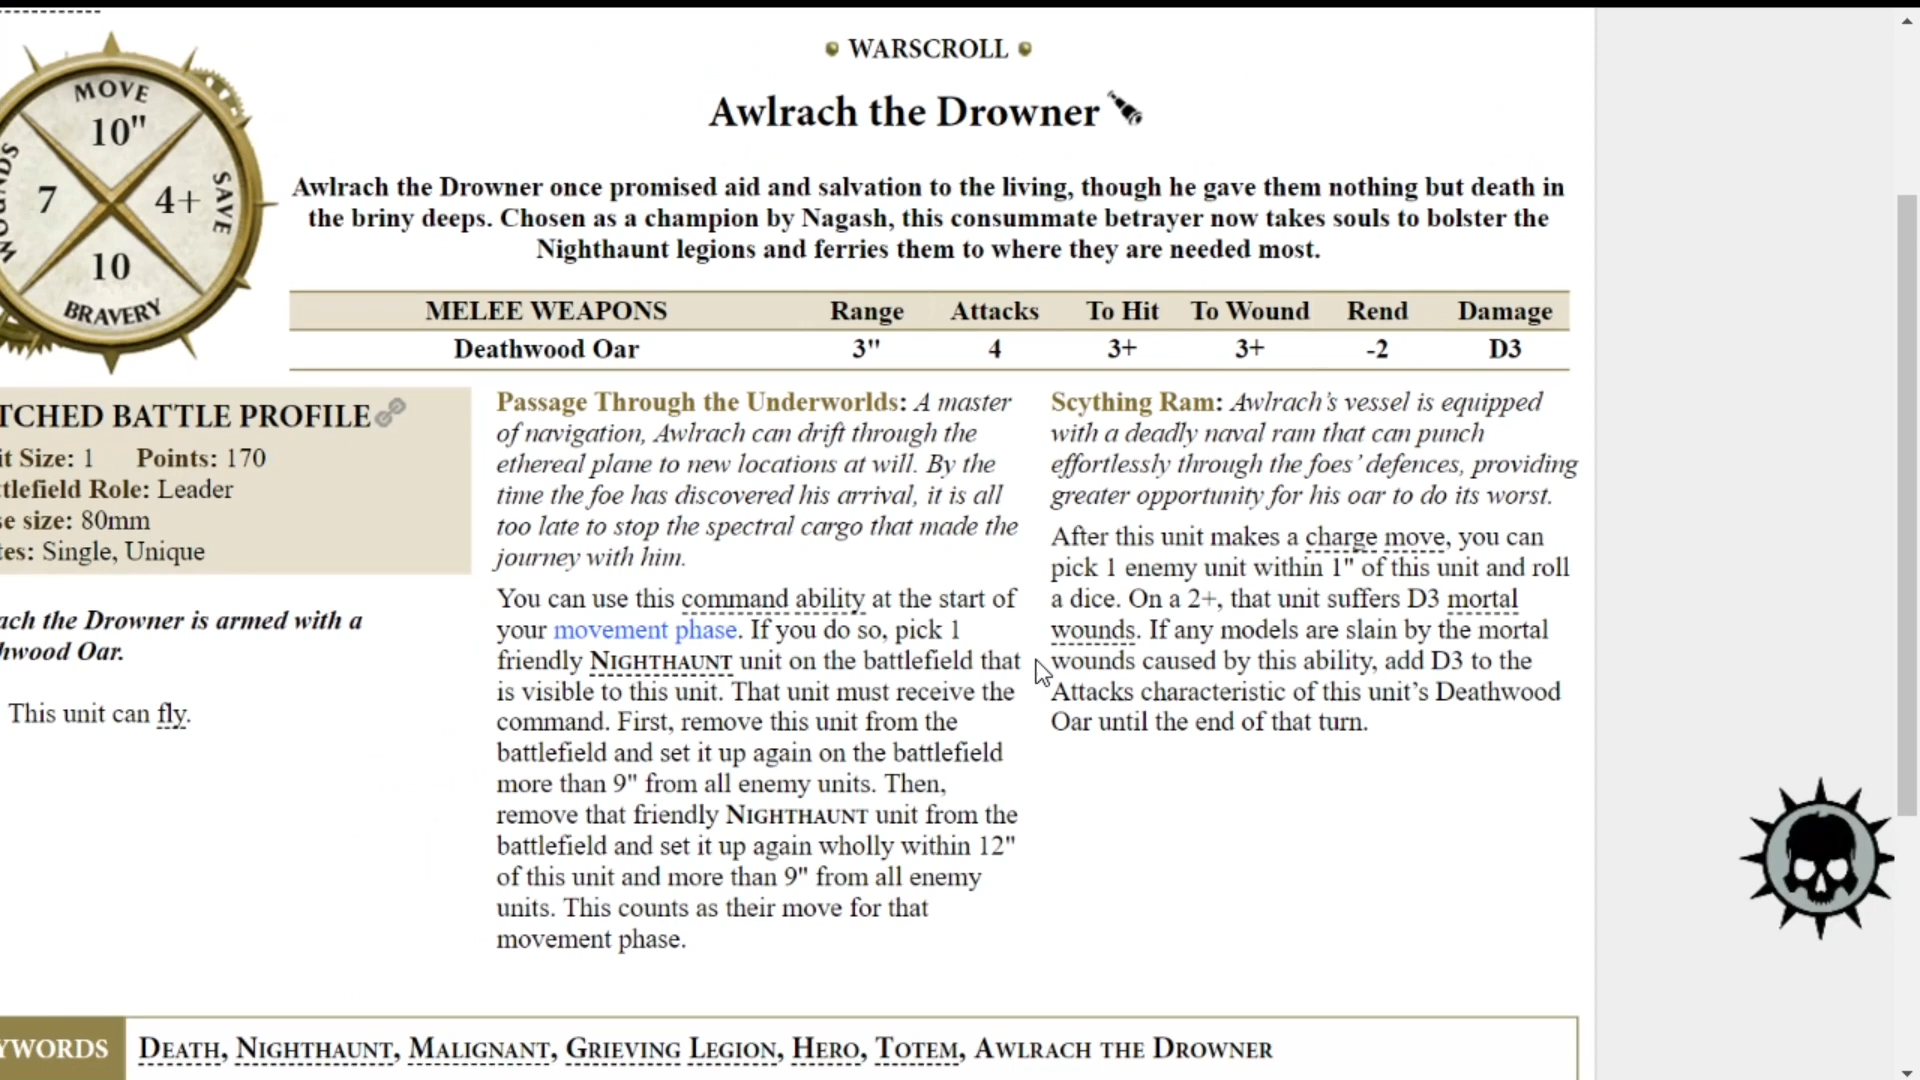 WARSCROLL
Awlrach the Drowner
MOVE
10"
7
4+
SAVE
10
BRAVERY
Awlrach the Drowner once promised aid and salvation to the living, though he gave them nothing but death in
the briny deeps. Chosen as a champion by Nagash, this consummate betrayer now takes souls to bolster the
Nighthaunt legions and ferries them to where they are needed most.
MELEE WEAPONS Range Attacks To Hit To Wound Rend Damage
Deathwood Oar 3" 4 3+ 3+ -2 D3
TCHED BATTLE PROFILE
it Size: 1 Points: 170
ttlefield Role: Leader
se size: 80mm
tes: Single, Unique
ach the Drowner is armed with a
hwood Oar.
This unit can fly.
Passage Through the Underworlds: A master
of navigation, Awlrach can drift through the
ethereal plane to new locations at will. By the
time the foe has discovered his arrival, it is all
too late to stop the spectral cargo that made the
journey with him.
You can use this command ability at the start of
your movement phase. If you do so, pick 1
friendly NIGHTHAUNT unit on the battlefield that
is visible to this unit. That unit must receive the
command. First, remove this unit from the
battlefield and set it up again on the battlefield
more than 9" from all enemy units. Then,
remove that friendly NIGHTHAUNT unit from the
battlefield and set it up again wholly within 12"
of this unit and more than 9" from all enemy
units. This counts as their move for that
movement phase.
Scything Ram: Awlrach's vessel is equipped
with a deadly naval ram that can punch
effortlessly through the foes' defences, providing
greater opportunity for his oar to do its worst.
After this unit makes a charge move, you can
pick 1 enemy unit within 1" of this unit and roll
a dice. On a 2+, that unit suffers D3 mortal
wounds. If any models are slain by the mortal
wounds caused by this ability, add D3 to the
Attacks characteristic of this unit's Deathwood
Oar until the end of that turn.
YWORDS DEATH, NIGHTHAUNT, MALIGNANT, GRIEVING LEGION, HERO, TOTEM, AWLRACH THE DROWNER